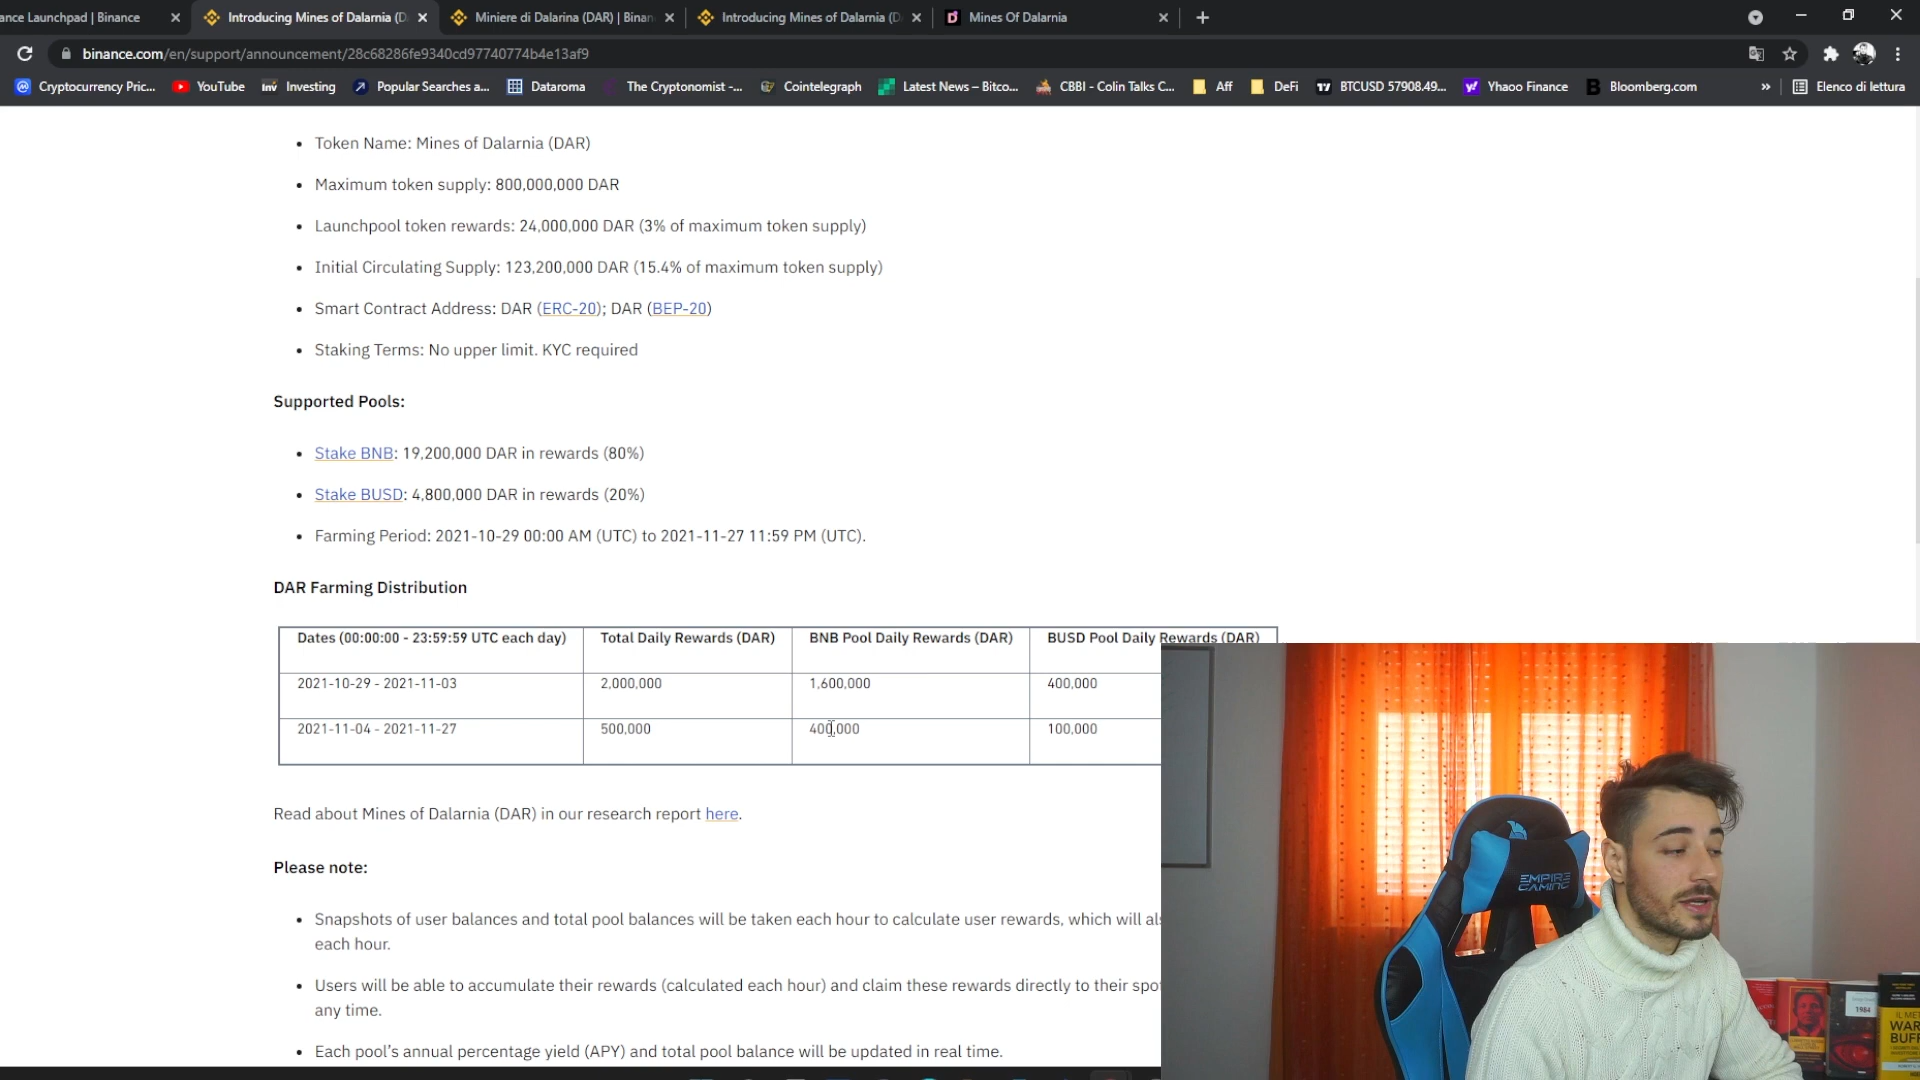 ance Launchpad | Binance
Introducing Mines of Dalarnia (D
Miniere di Dalarina (DAR) | Binan
Introducing Mines of Dalarnia (D
Mines Of Dalarnia
binance.com/en/support/announcement/28c68286fe9340cd97740774b4e13af9
Cryptocurrency Pric...
YouTube
Investing
Popular Searches a...
Dataroma
The Cryptonomist -...
Cointelegraph
Latest News – Bitco...
CBBI - Colin Talks C...
Aff
DeFi
BTCUSD 57908.49...
Yhaoo Finance
Bloomberg.com
»
Elenco di lettura
• Token Name: Mines of Dalarnia (DAR)
• Maximum token supply: 800,000,000 DAR
• Launchpool token rewards: 24,000,000 DAR (3% of maximum token supply)
• Initial Circulating Supply: 123,200,000 DAR (15.4% of maximum token supply)
• Smart Contract Address: DAR (ERC-20); DAR (BEP-20)
• Staking Terms: No upper limit. KYC required
Supported Pools:
• Stake BNB: 19,200,000 DAR in rewards (80%)
• Stake BUSD: 4,800,000 DAR in rewards (20%)
• Farming Period: 2021-10-29 00:00 AM (UTC) to 2021-11-27 11:59 PM (UTC).
DAR Farming Distribution
Dates (00:00:00 - 23:59:59 UTC each day) Total Daily Rewards (DAR) BNB Pool Daily Rewards (DAR) BUSD Pool Daily Rewards (DAR)
2021-10-29 - 2021-11-03 2,000,000 1,600,000 400,000
2021-11-04 - 2021-11-27 500,000 400,000 100,000
Read about Mines of Dalarnia (DAR) in our research report here.
Please note:
• Snapshots of user balances and total pool balances will be taken each hour to calculate user rewards, which will al
each hour.
• Users will be able to accumulate their rewards (calculated each hour) and claim these rewards directly to their spo
any time.
• Each pool's annual percentage yield (APY) and total pool balance will be updated in real time.
EMPIRE
GAMING
1984
IL ME
WAR
BUF